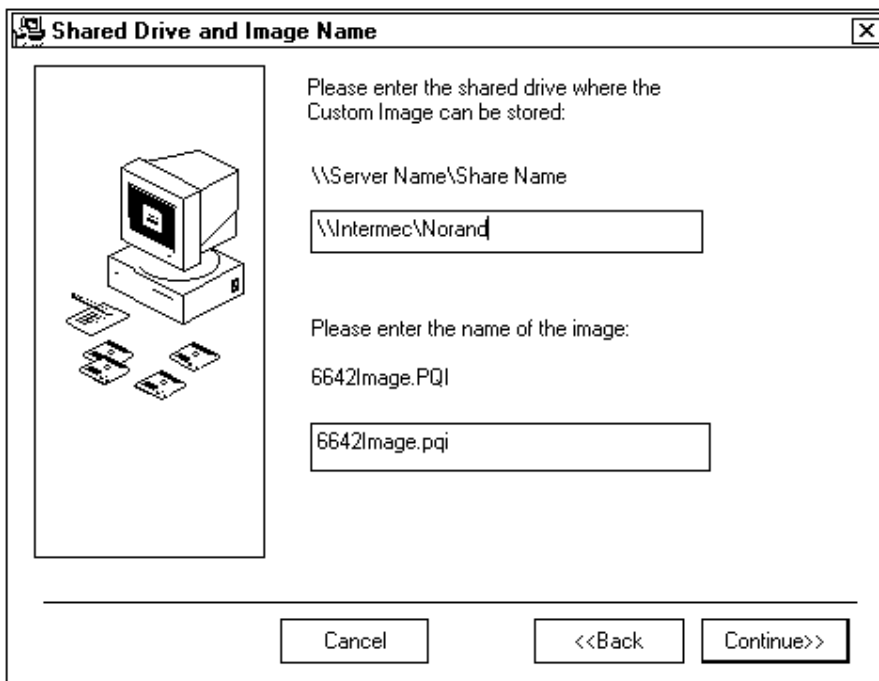 Shared Drive and Image Name
Please enter the shared drive where the
Custom Image can be stored:
\\Server Name\Share Name
\\Intermec\Norand
Please enter the name of the image:
6642Image.PQI
6642Image.pqi
Cancel
<<Back
Continue>>